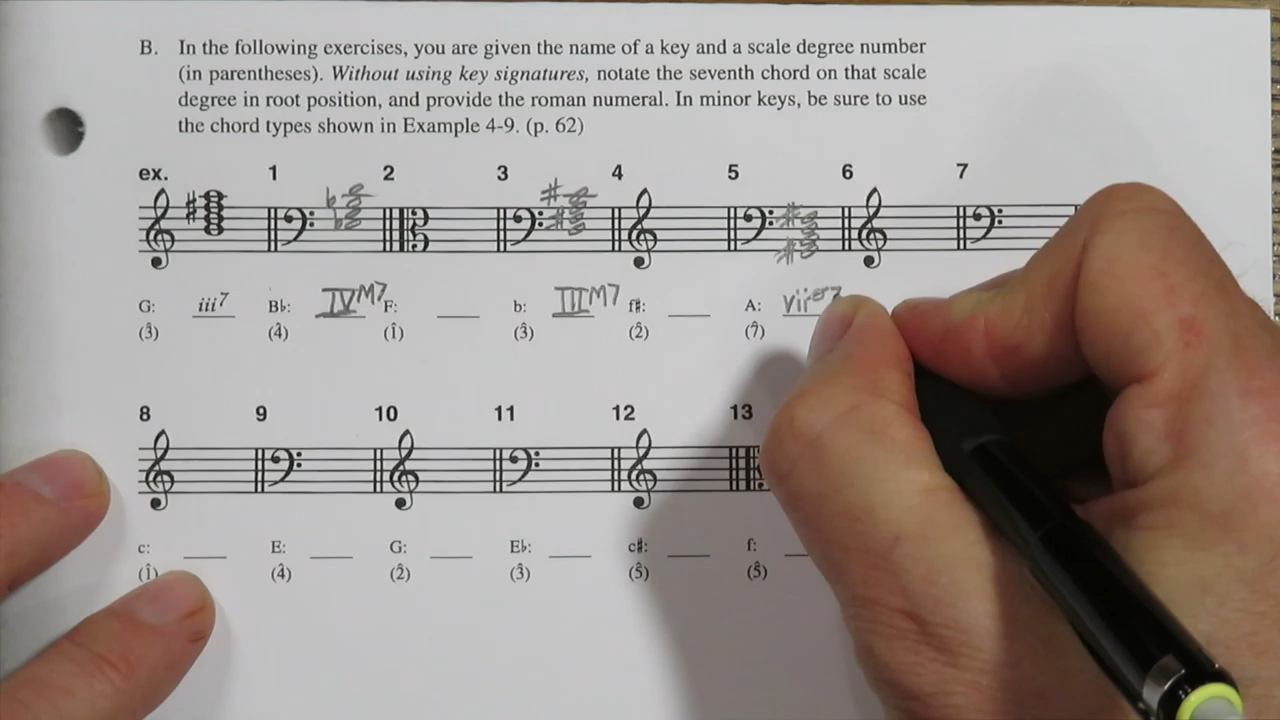 B. In the following exercises, you are given the name of a key and a scale degree number
(in parentheses). Without using key signatures, notate the seventh chord on that scale
degree in root position, and provide the roman numeral. In minor keys, be sure to use
the chord types shown in Example 4-9. (p. 62)
ex. 1 2 3 4 5 6 7
G: iii7 B♭: IVM7 F: b: IIIM7 f♯: A: viiø7
(3̂) (4̂) (1̂) (3̂) (2̂) (7̂)
8 9 10 11 12 13
c: E: G: E♭: c♯: f:
(1̂) (4̂) (2̂) (3̂) (5̂) (5̂)